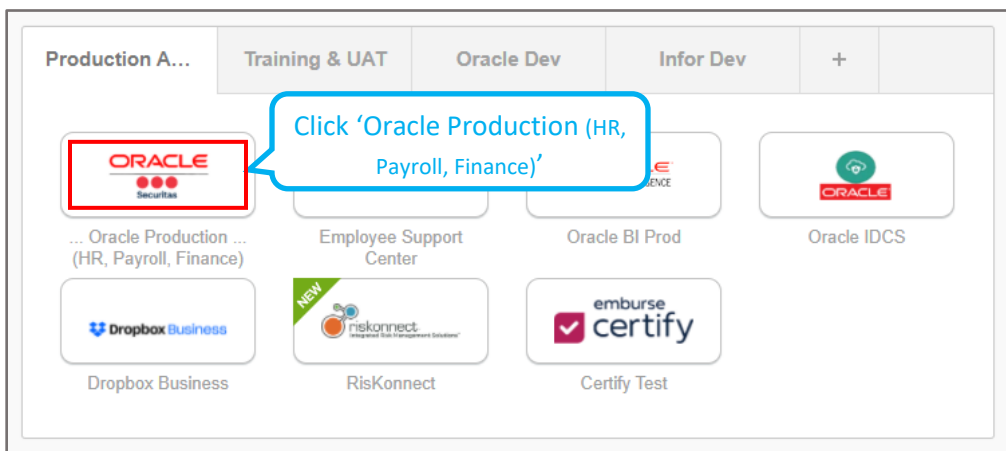 Production A...
Training & UAT
Oracle Dev
Infor Dev
+
Click ‘Oracle Production (HR,
Payroll, Finance)’
ORACLE
Securitas
ORACLE
... Oracle Production ...
(HR, Payroll, Finance)
Employee Support
Center
Oracle BI Prod
Oracle IDCS
NEW
Dropbox Business
riskonnect
Integrated Risk Management Solutions
emburse
certify
Dropbox Business
RisKonnect
Certify Test